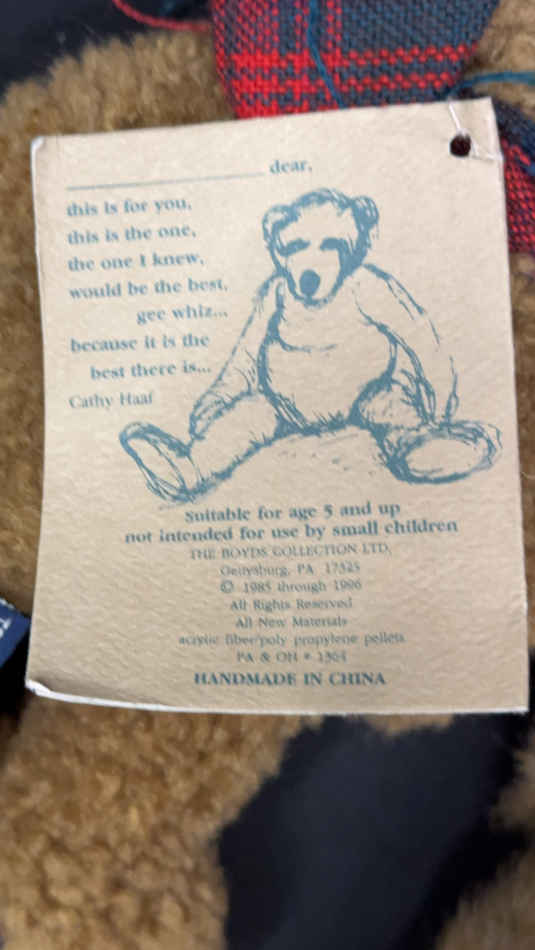 dear,
this is for you,
this is the one,
the one I knew,
would be the best,
gee whiz...
because it is the
best there is...
Cathy Haaf
Suitable for age 5 and up
not intended for use by small children
THE BOYDS COLLECTION LTD.
Gettysburg, PA 17325
© 1985 through 1996
All Rights Reserved
All New Materials
acrylic fiber/poly propylene pellets
PA & OH # 1364
HANDMADE IN CHINA